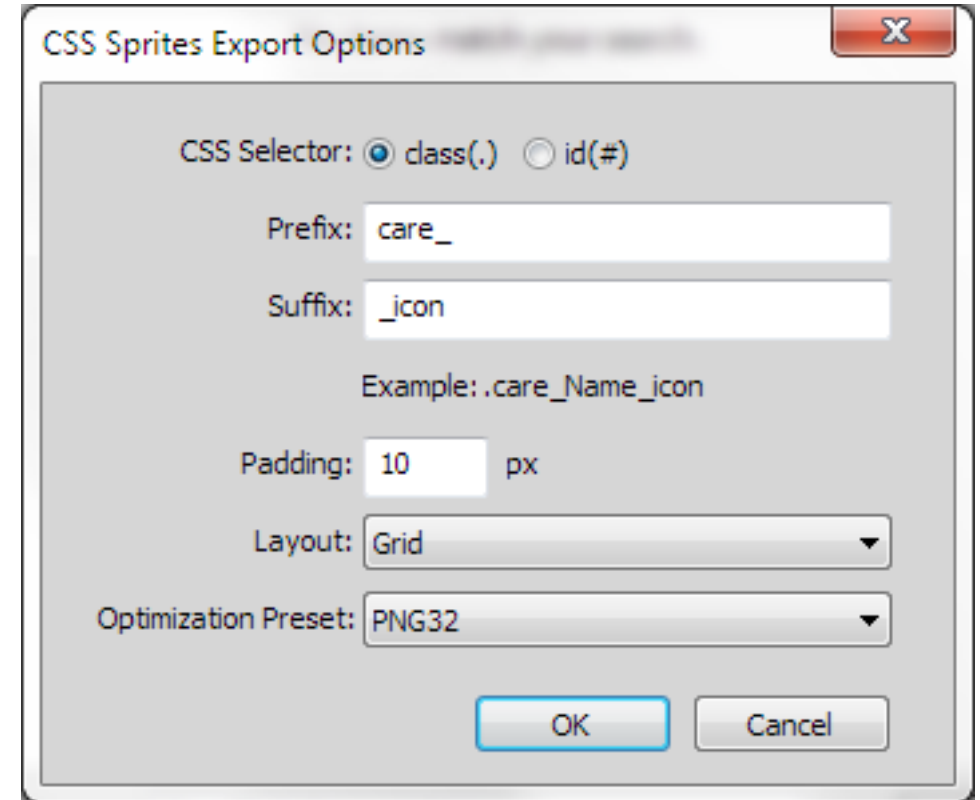 CSS Sprites Export Options
CSS Selector: class(.) id(#)
Prefix: care_
Suffix: _icon
Example: .care_Name_icon
Padding: 10 px
Layout: Grid
Optimization Preset: PNG32
OK Cancel